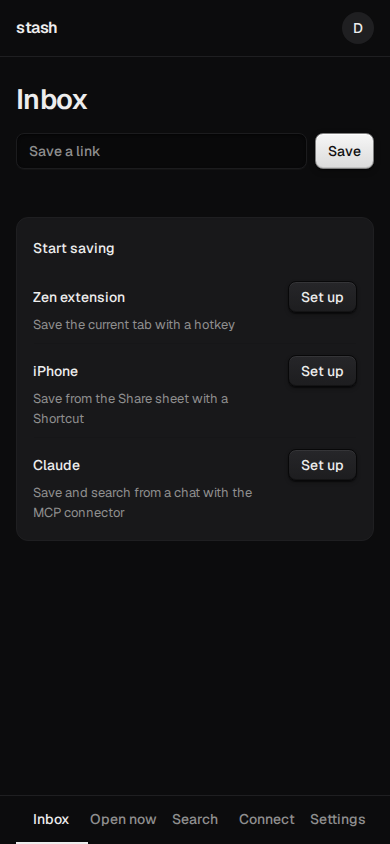 stash
D
Inbox
Save a link
Save
Start saving
Zen extension
Set up
Save the current tab with a hotkey
iPhone
Set up
Save from the Share sheet with a
Shortcut
Claude
Set up
Save and search from a chat with the
MCP connector
Inbox
Open now
Search
Connect
Settings